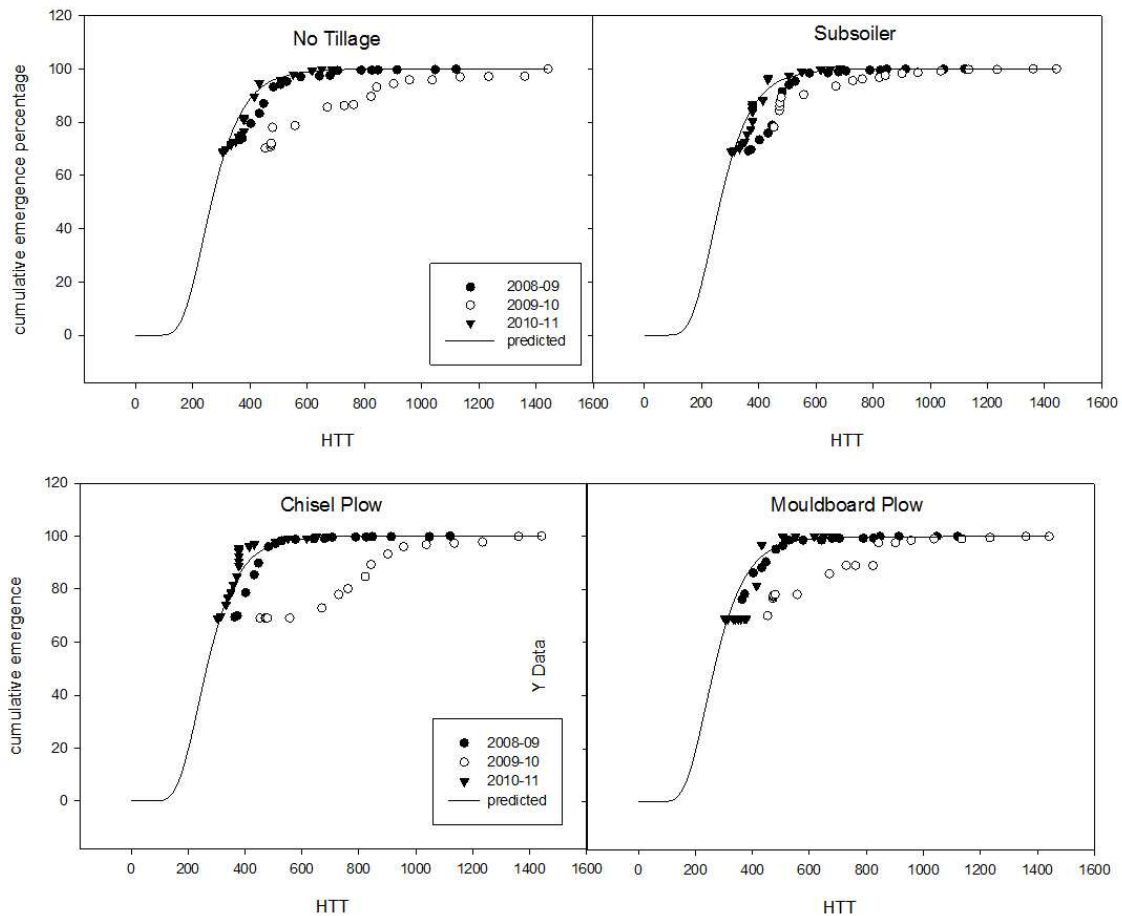 No Tillage
Subsoiler
cumulative emergence percentage
120
100
80
60
40
20
0
2008-09
2009-10
2010-11
predicted
0 200 400 600 800 1000 1200 1400 1600
0 200 400 600 800 1000 1200 1400 1600
HTT
HTT
Chisel Plow
Mouldboard Plow
cumulative emergence
120
100
80
60
40
20
0
Y Data
2008-09
2009-10
2010-11
predicted
0 200 400 600 800 1000 1200 1400 1600
0 200 400 600 800 1000 1200 1400 1600
HTT
HTT